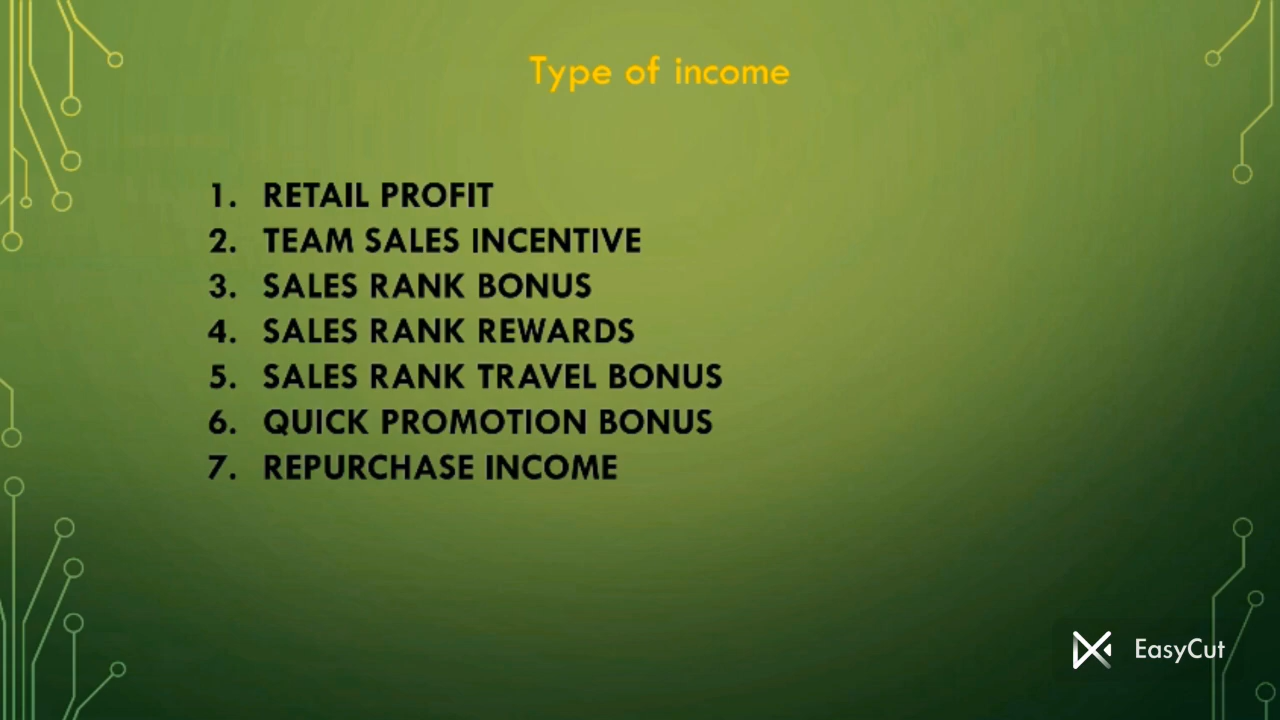 Type of income
1. RETAIL PROFIT
2. TEAM SALES INCENTIVE
3. SALES RANK BONUS
4. SALES RANK REWARDS
5. SALES RANK TRAVEL BONUS
6. QUICK PROMOTION BONUS
7. REPURCHASE INCOME
EasyCut